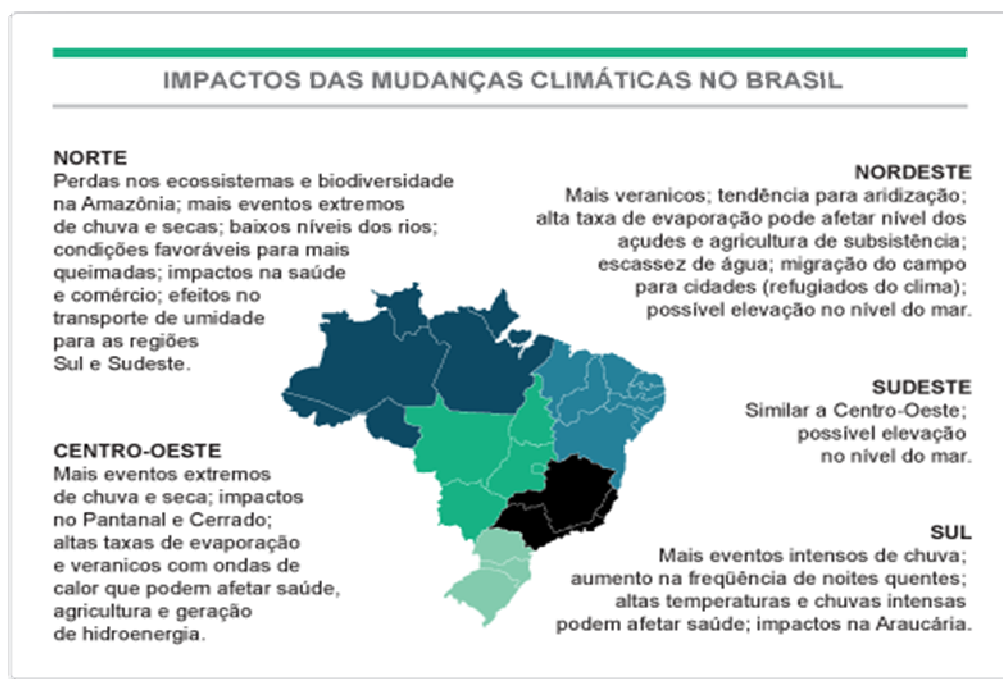 IMPACTOS DAS MUDANÇAS CLIMÁTICAS NO BRASIL
NORTE
Perdas nos ecossistemas e biodiversidade
na Amazônia; mais eventos extremos
de chuva e secas; baixos níveis dos rios;
condições favoráveis para mais
queimadas; impactos na saúde
e comércio; efeitos no
transporte de umidade
para as regiões
Sul e Sudeste.
NORDESTE
Mais veranicos; tendência para aridização;
alta taxa de evaporação pode afetar nível dos
açudes e agricultura de subsistência;
escassez de água; migração do campo
para cidades (refugiados do clima);
possível elevação no nível do mar.
SUDESTE
Similar a Centro-Oeste;
possível elevação
no nível do mar.
CENTRO-OESTE
Mais eventos extremos
de chuva e seca; impactos
no Pantanal e Cerrado;
altas taxas de evaporação
e veranicos com ondas de
calor que podem afetar saúde,
agricultura e geração
de hidroenergia.
SUL
Mais eventos intensos de chuva;
aumento na freqüência de noites quentes;
altas temperaturas e chuvas intensas
podem afetar saúde; impactos na Araucária.